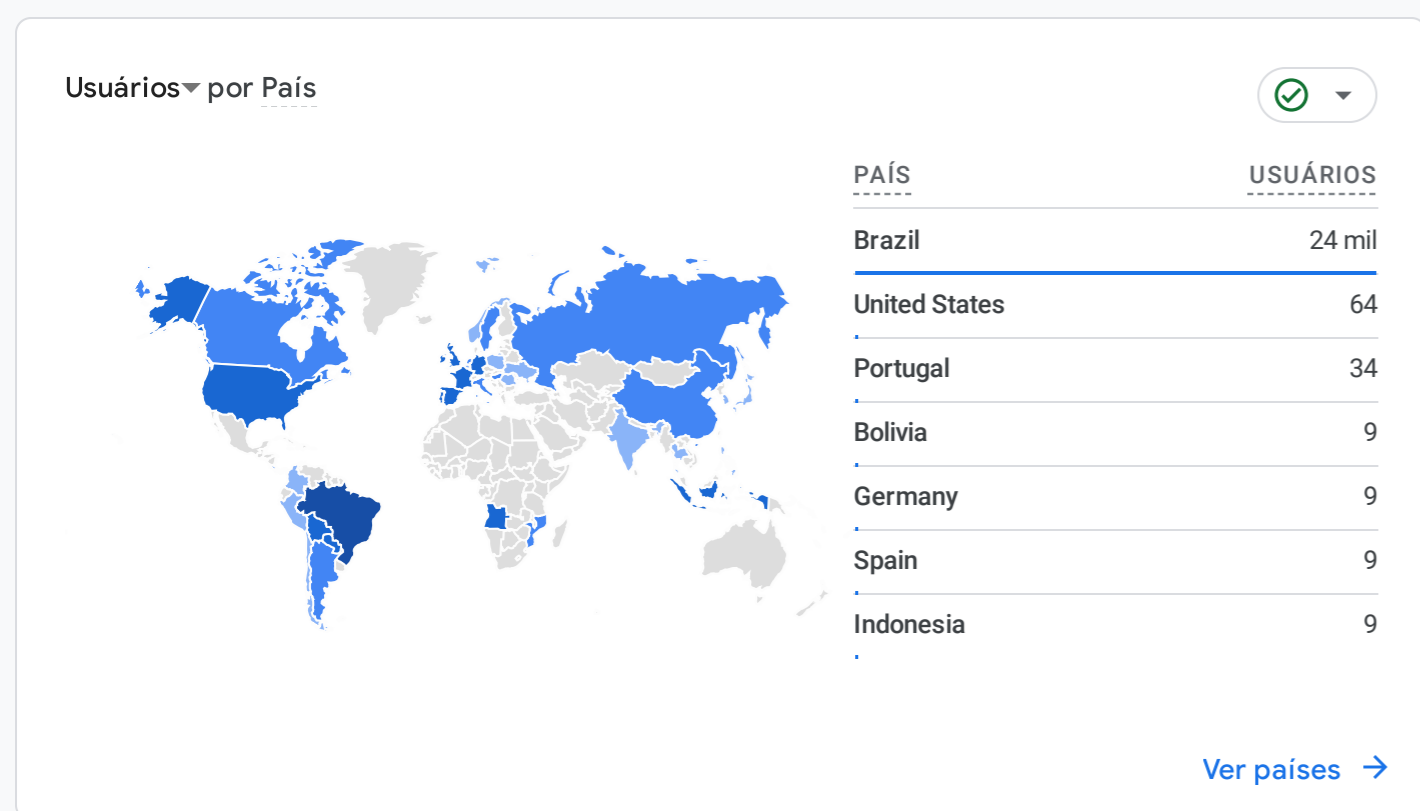 Usuários por País
PAÍS USUÁRIOS
Brazil 24 mil
United States 64
Portugal 34
Bolivia 9
Germany 9
Spain 9
Indonesia 9
Ver países